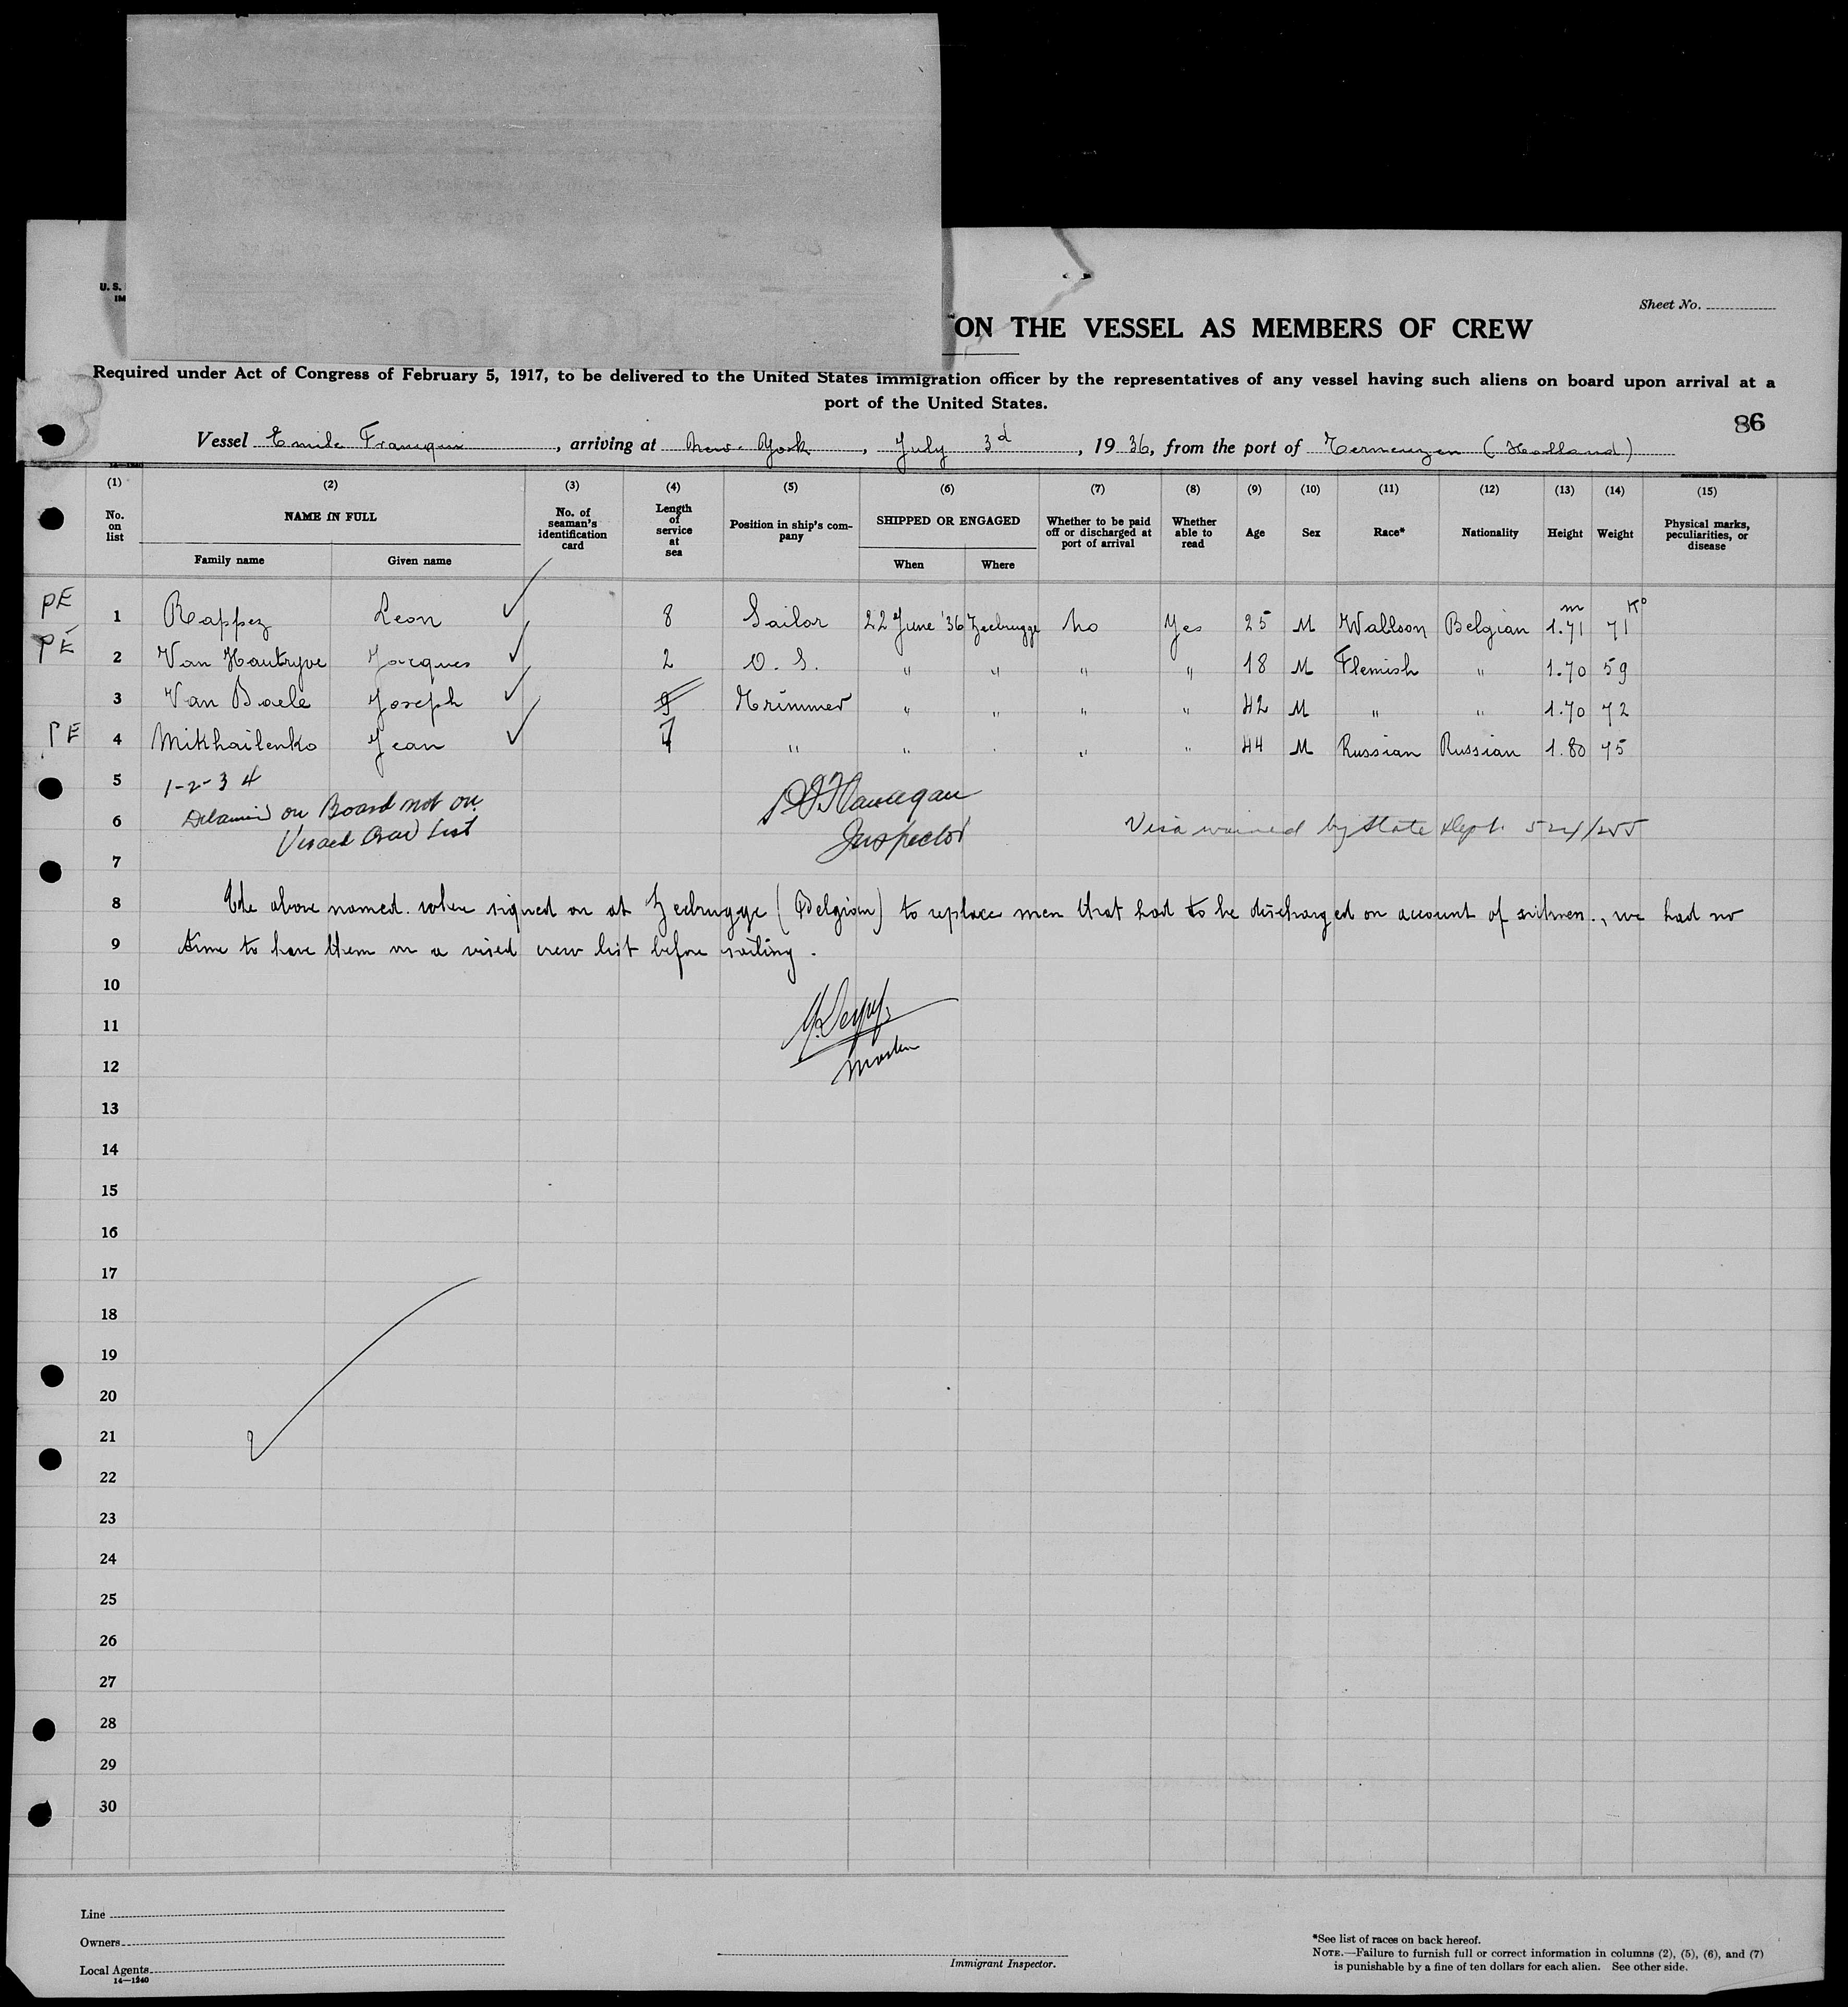 U. S.
IM
Sheet No.
ON THE VESSEL AS MEMBERS OF CREW
Required under Act of Congress of February 5, 1917, to be delivered to the United States immigration officer by the representatives of any vessel having such aliens on board upon arrival at a
port of the United States.
86
Vessel Emile Francqui, arriving at New-York, July 3d, 1936, from the port of Terneuzen (Holland)
14—1240
(1) (2) (3) (4) (5) (6) (7) (8) (9) (10) (11) (12) (13) (14) (15)
No. on list NAME IN FULL No. of seaman's identification card Length of service at sea Position in ship's company SHIPPED OR ENGAGED Whether to be paid off or discharged at port of arrival Whether able to read Age Sex Race* Nationality Height Weight Physical marks, peculiarities, or disease
Family name Given name When Where
PE 1 Rappez Leon 8 Sailor 22 June '36 Zeebrugge No Yes 25 M Walloon Belgian 1.71 m 71 K°
PE 2 Van Hautryve Jacques 2 O. S. " " " " 18 M Flemish " 1.70 59
3 Van Daele Joseph 9 Trimmer " " " " 42 M " " 1.70 72
PE 4 Mikhailenko Jean 7 " " " " " 44 M Russian Russian 1.80 75
5 1-2-3 4
6 on Board not on Flanagan Visa waived by State Dept.
Visaed Crew List Inspector
7
8 The above named when signed on at Zeebrugge (Belgian) to replace men that had to be discharged on account of sickness, we had no
9 time to have them on a visied crew list before sailing.
10
11
12 Master
13
14
15
16
17
18
19
20
21
22
23
24
25
26
27
28
29
30
Line
Owners
Local Agents
14—1240
Immigrant Inspector.
*See list of races on back hereof.
NOTE.—Failure to furnish full or correct information in columns (2), (5), (6), and (7)
is punishable by a fine of ten dollars for each alien. See other side.